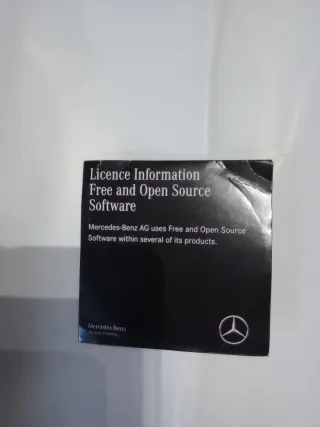 Licence Information
Free and Open Source
Software
Mercedes-Benz AG uses Free and Open Source
Software within several of its products.
Mercedes-Benz